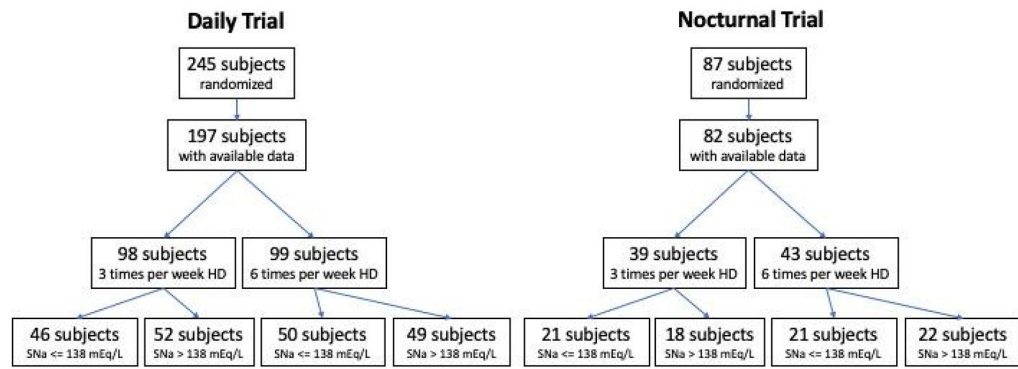 Daily Trial
245 subjects
randomized
197 subjects
with available data
98 subjects
3 times per week HD
99 subjects
6 times per week HD
46 subjects
SNa <= 138 mEq/L
52 subjects
SNa > 138 mEq/L
50 subjects
SNa <= 138 mEq/L
49 subjects
SNa > 138 mEq/L
Nocturnal Trial
87 subjects
randomized
82 subjects
with available data
39 subjects
3 times per week HD
43 subjects
6 times per week HD
21 subjects
SNa <= 138 mEq/L
18 subjects
SNa > 138 mEq/L
21 subjects
SNa <= 138 mEq/L
22 subjects
SNa > 138 mEq/L